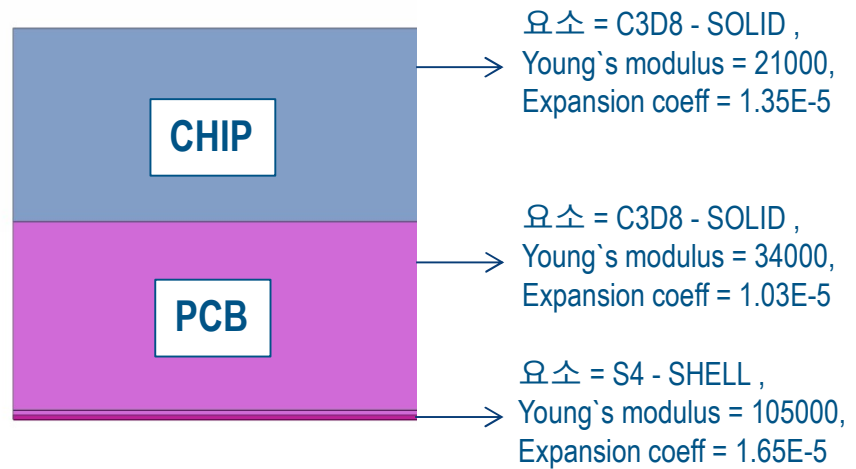 요소 = C3D8 - SOLID ,
Young`s modulus = 21000,
Expansion coeff = 1.35E-5
CHIP
요소 = C3D8 - SOLID ,
Young`s modulus = 34000,
Expansion coeff = 1.03E-5
PCB
요소 = S4 - SHELL ,
Young`s modulus = 105000,
Expansion coeff = 1.65E-5